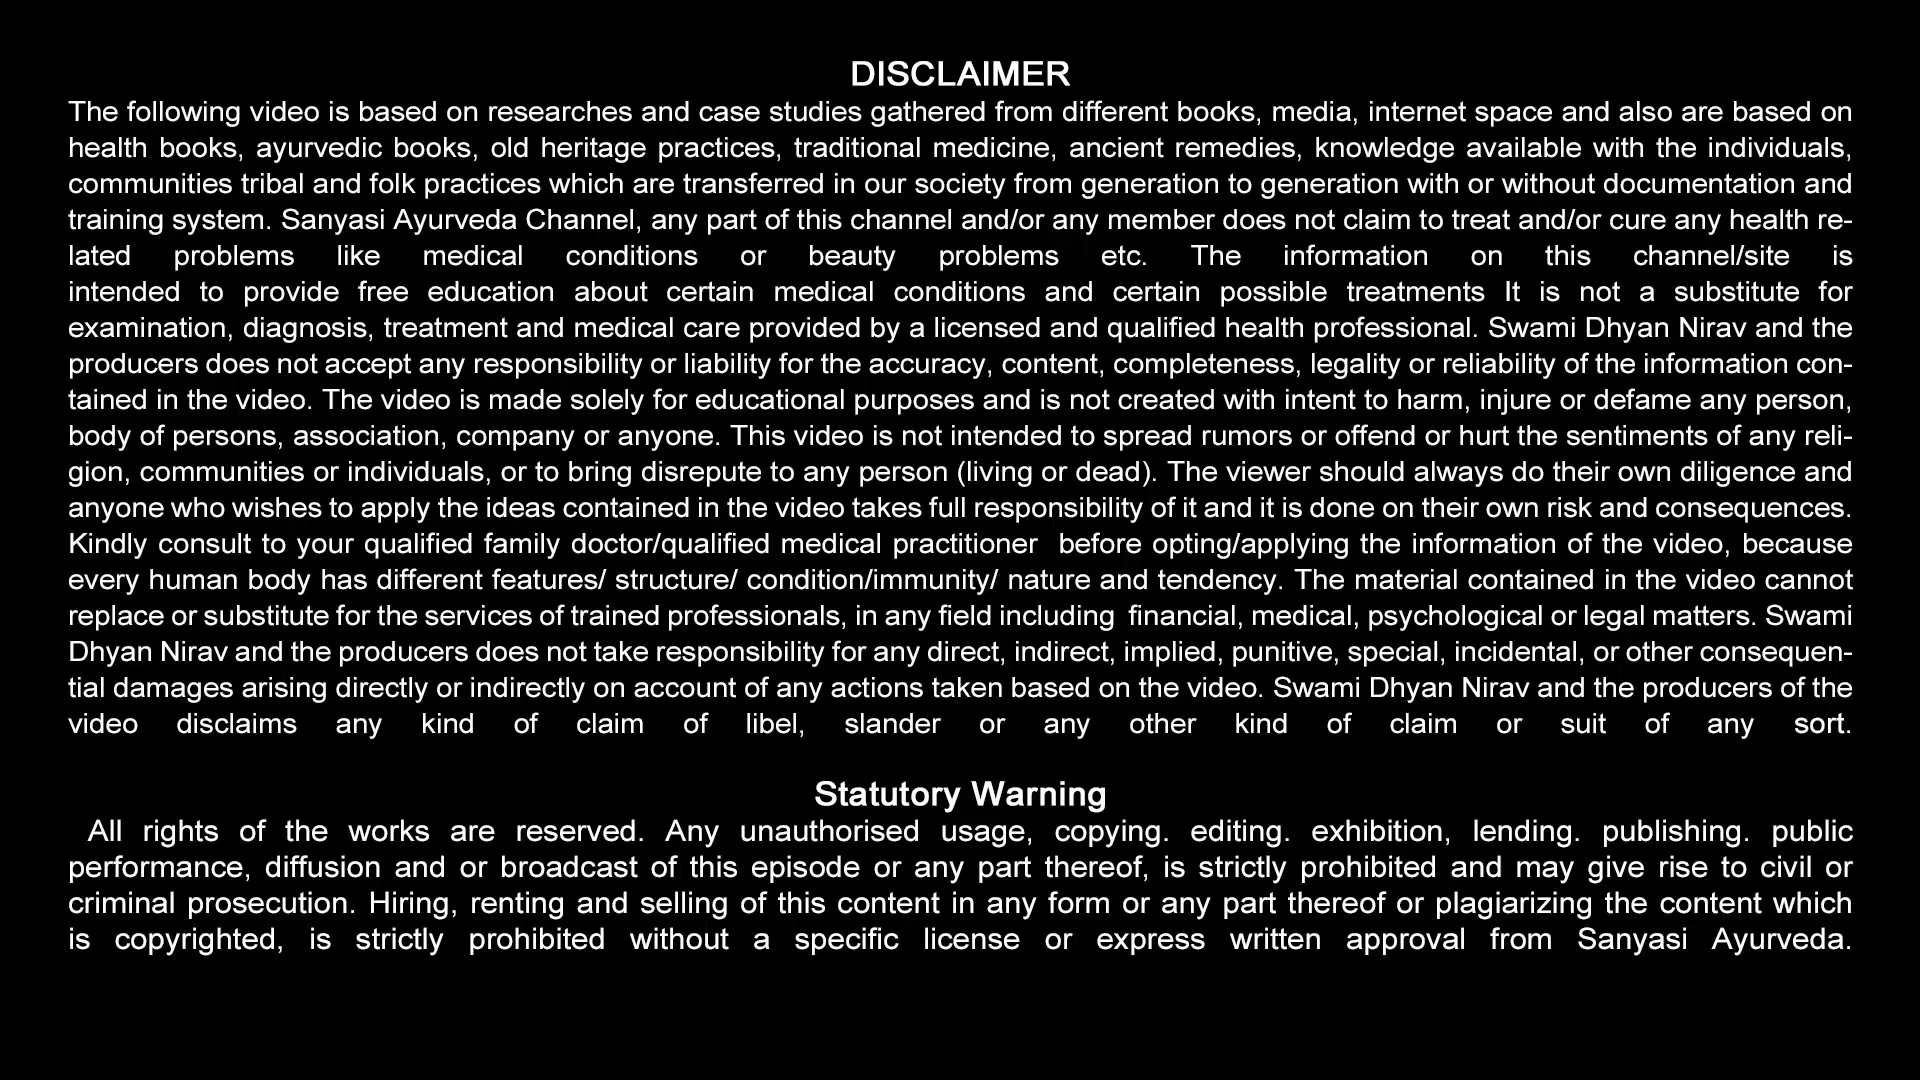 DISCLAIMER
The following video is based on researches and case studies gathered from different books, media, internet space and also are based on
health books, ayurvedic books, old heritage practices, traditional medicine, ancient remedies, knowledge available with the individuals,
communities tribal and folk practices which are transferred in our society from generation to generation with or without documentation and
training system. Sanyasi Ayurveda Channel, any part of this channel and/or any member does not claim to treat and/or cure any health re-
lated problems like medical conditions or beauty problems etc. The information on this channel/site is
intended to provide free education about certain medical conditions and certain possible treatments It is not a substitute for
examination, diagnosis, treatment and medical care provided by a licensed and qualified health professional. Swami Dhyan Nirav and the
producers does not accept any responsibility or liability for the accuracy, content, completeness, legality or reliability of the information con-
tained in the video. The video is made solely for educational purposes and is not created with intent to harm, injure or defame any person,
body of persons, association, company or anyone. This video is not intended to spread rumors or offend or hurt the sentiments of any reli-
gion, communities or individuals, or to bring disrepute to any person (living or dead). The viewer should always do their own diligence and
anyone who wishes to apply the ideas contained in the video takes full responsibility of it and it is done on their own risk and consequences.
Kindly consult to your qualified family doctor/qualified medical practitioner before opting/applying the information of the video, because
every human body has different features/ structure/ condition/immunity/ nature and tendency. The material contained in the video cannot
replace or substitute for the services of trained professionals, in any field including financial, medical, psychological or legal matters. Swami
Dhyan Nirav and the producers does not take responsibility for any direct, indirect, implied, punitive, special, incidental, or other consequen-
tial damages arising directly or indirectly on account of any actions taken based on the video. Swami Dhyan Nirav and the producers of the
video disclaims any kind of claim of libel, slander or any other kind of claim or suit of any sort.
Statutory Warning
All rights of the works are reserved. Any unauthorised usage, copying. editing. exhibition, lending. publishing. public
performance, diffusion and or broadcast of this episode or any part thereof, is strictly prohibited and may give rise to civil or
criminal prosecution. Hiring, renting and selling of this content in any form or any part thereof or plagiarizing the content which
is copyrighted, is strictly prohibited without a specific license or express written approval from Sanyasi Ayurveda.